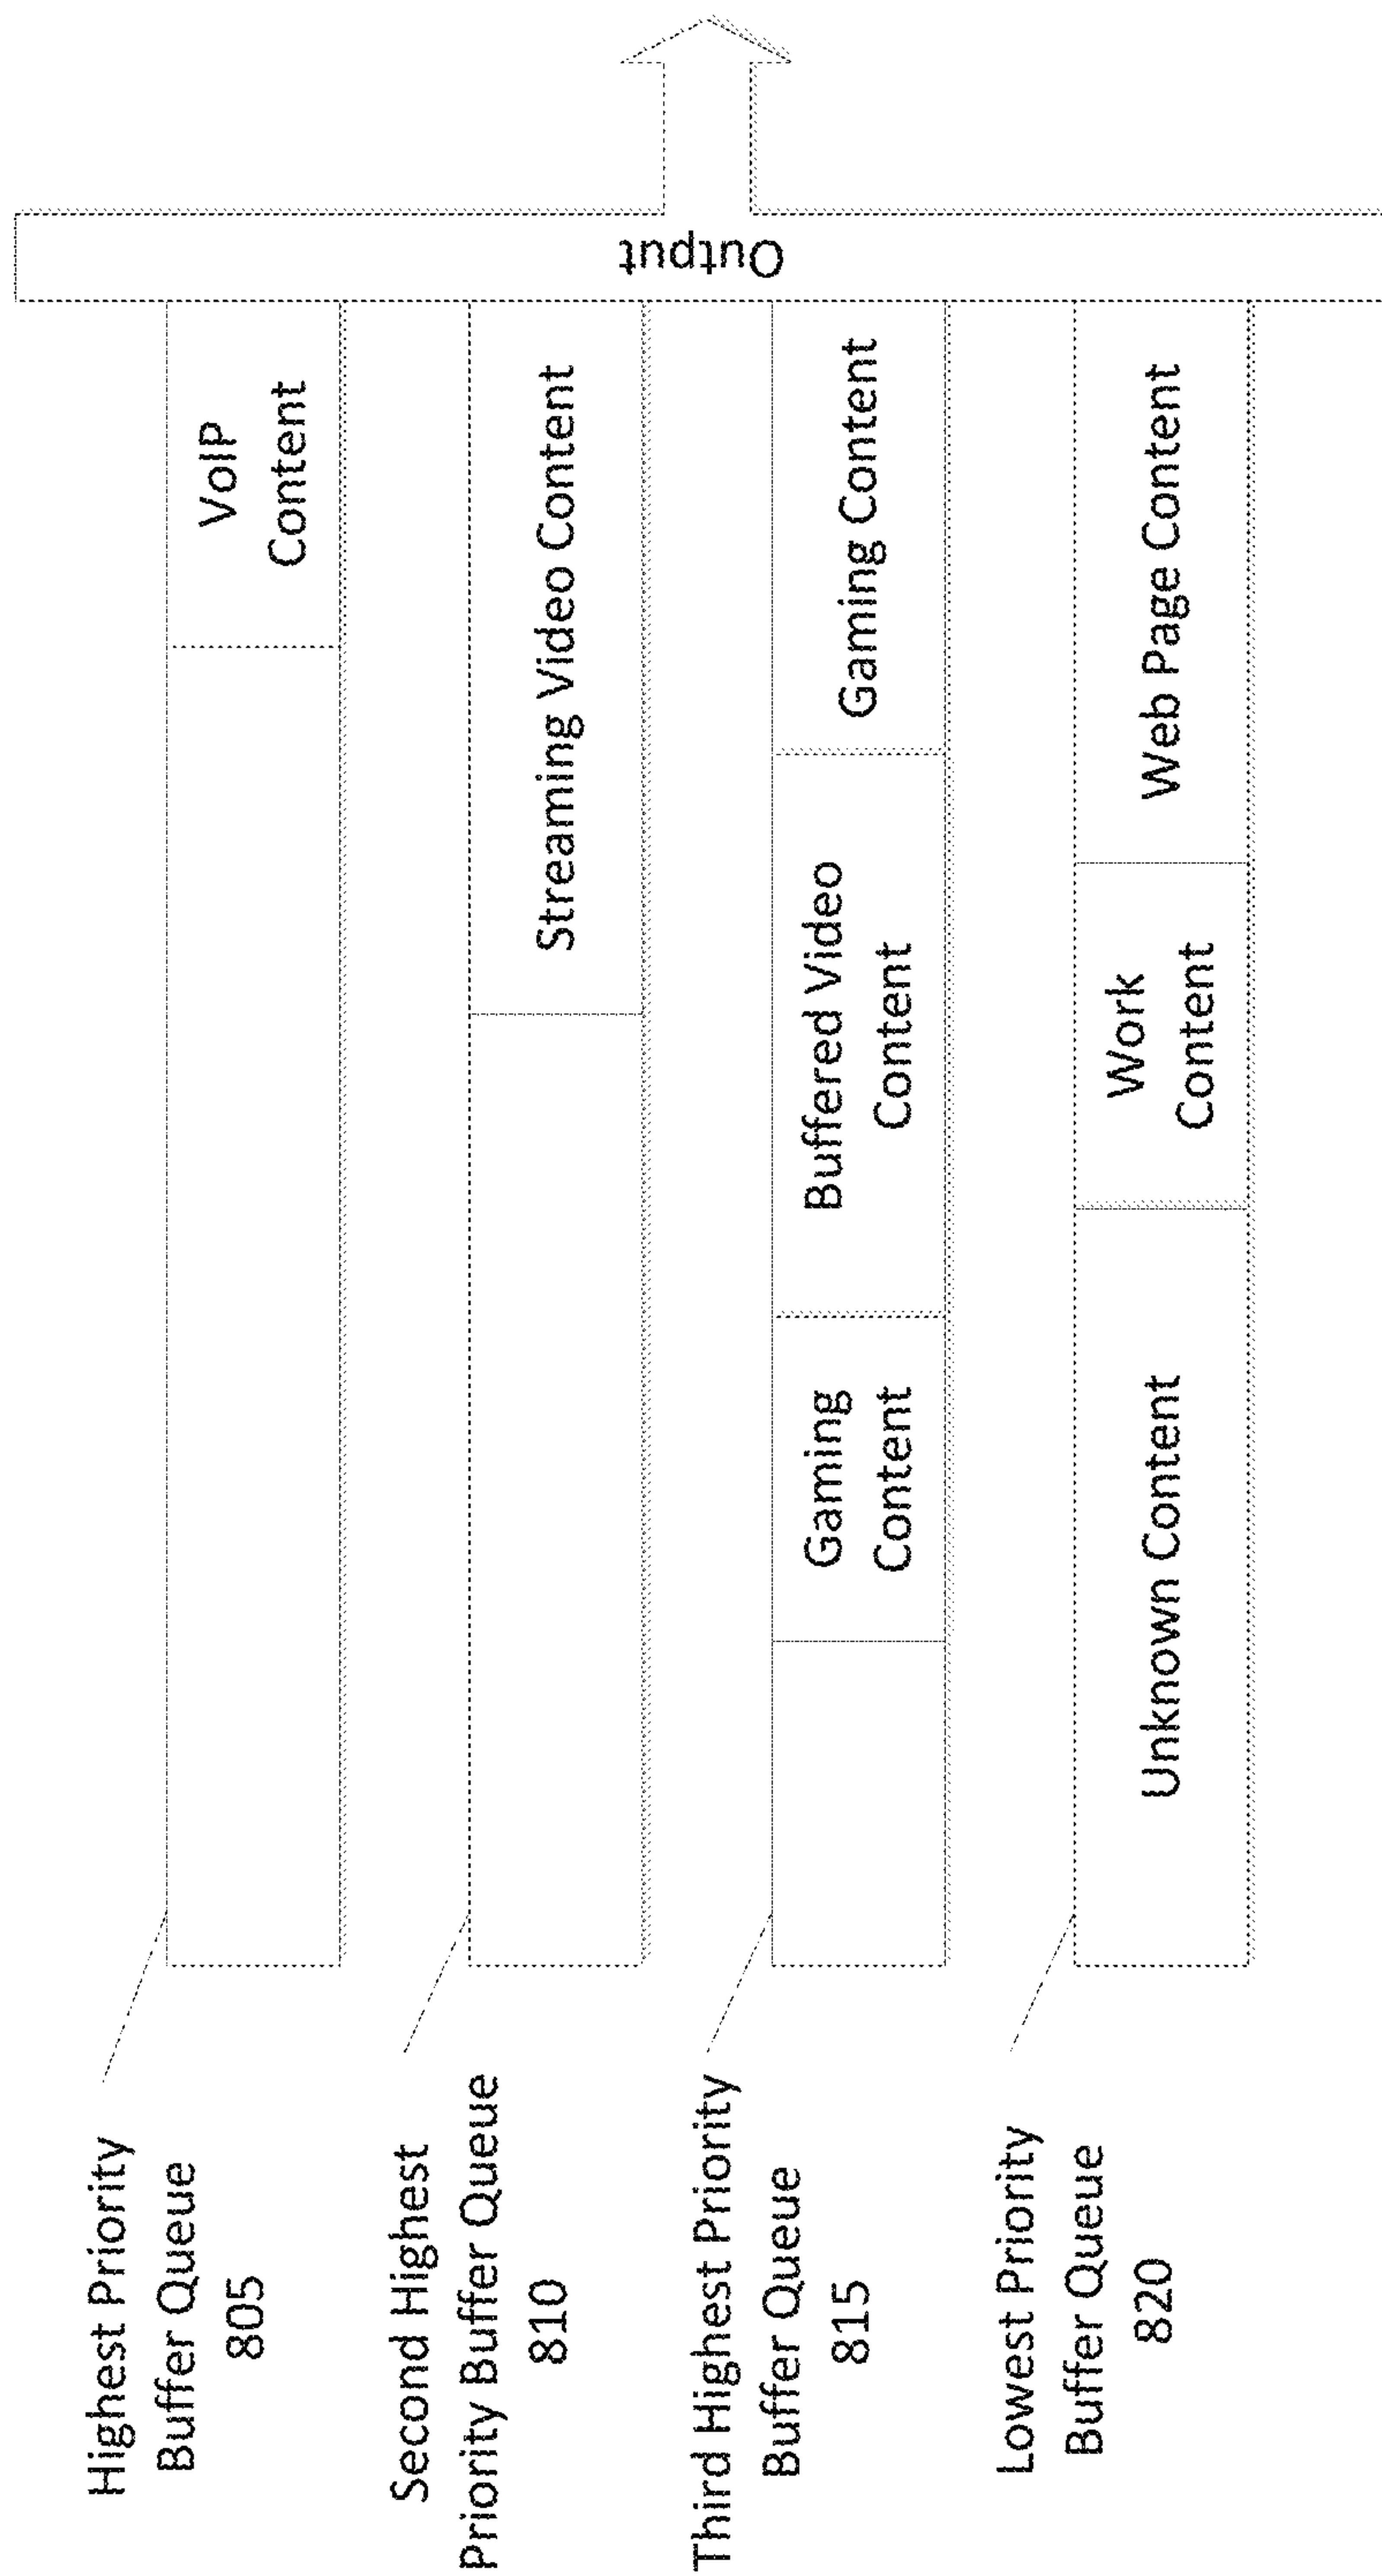 Highest Priority
Buffer Queue
805
VoIP
Content
Second Highest
Priority Buffer Queue
810
Streaming Video Content
Third Highest Priority
Buffer Queue
815
Gaming
Content
Buffered Video
Content
Gaming Content
Lowest Priority
Buffer Queue
820
Unknown Content
Work
Content
Web Page Content
Output